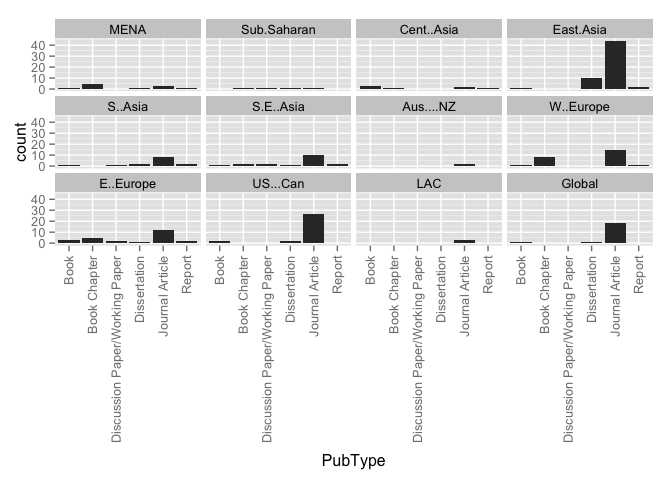 MENA Sub.Saharan Cent..Asia East.Asia
40
30
20
10
0
S..Asia S.E..Asia Aus....NZ W..Europe
40
30
20
10
0
E..Europe US...Can LAC Global
40
30
20
10
0
count
Book Book Chapter Discussion Paper/Working Paper Dissertation Journal Article Report
Book Book Chapter Discussion Paper/Working Paper Dissertation Journal Article Report
Book Book Chapter Discussion Paper/Working Paper Dissertation Journal Article Report
Book Book Chapter Discussion Paper/Working Paper Dissertation Journal Article Report
PubType